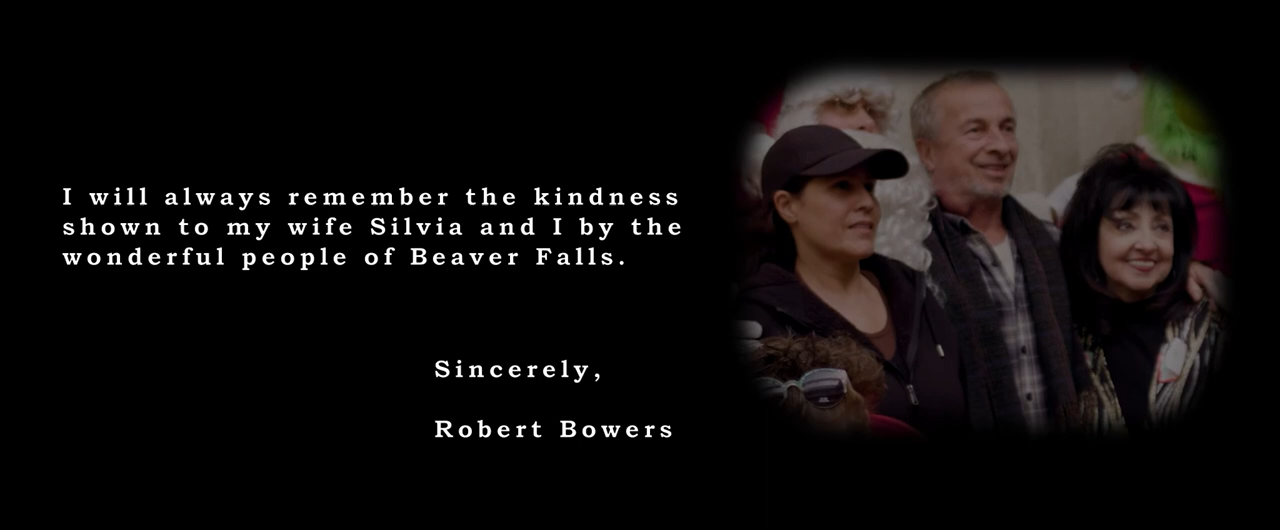 I will always remember the kindness
shown to my wife Silvia and I by the
wonderful people of Beaver Falls.
Sincerely,
Robert Bowers